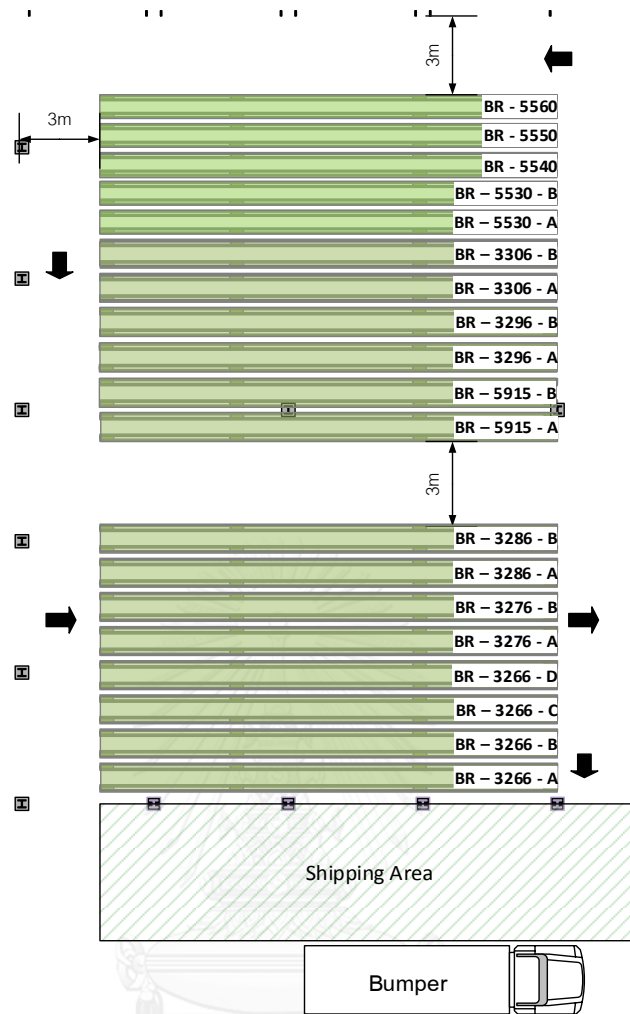 3m
BR - 5560
3m
BR - 5550
BR - 5540
BR – 5530 - B
BR – 5530 - A
BR – 3306 - B
BR – 3306 - A
BR – 3296 - B
BR – 3296 - A
BR – 5915 - B
BR – 5915 - A
3m
BR – 3286 - B
BR – 3286 - A
BR – 3276 - B
BR – 3276 - A
BR – 3266 - D
BR – 3266 - C
BR – 3266 - B
BR – 3266 - A
Shipping Area
Bumper